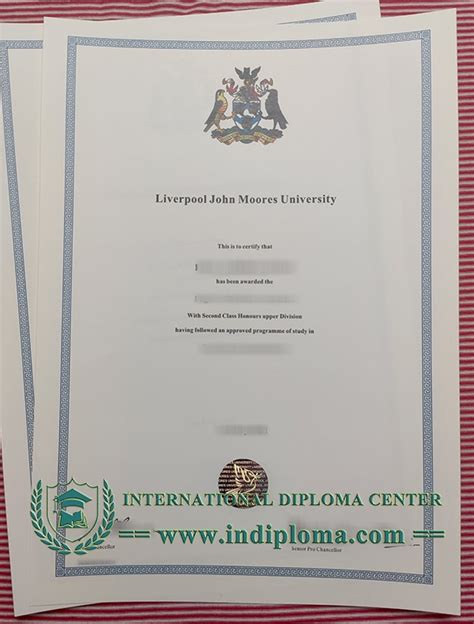 Liverpool John Moores University
This is to certify that
has been awarded the
With Second Class Honours upper Division
having followed an approved programme of study in
INTERNATIONAL DIPLOMA CENTER
== www.indiploma.com ==
Chancellor
Senior Pro Chancellor